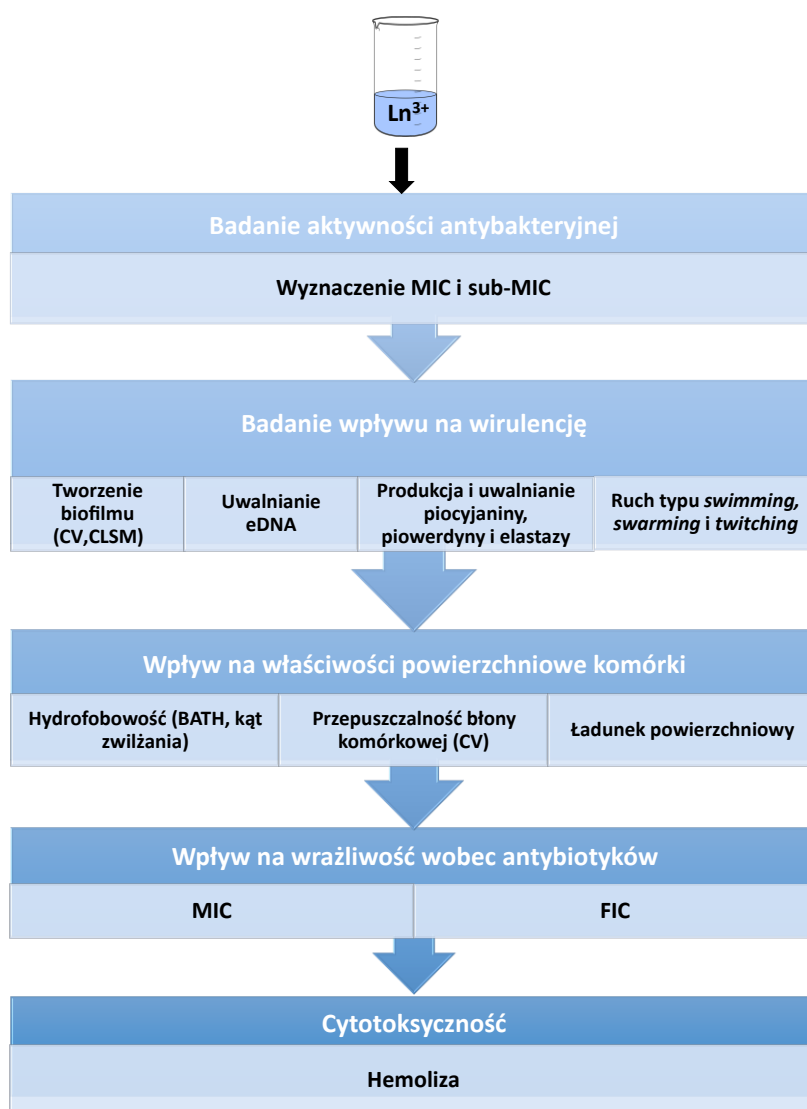 Ln³⁺
Badanie aktywności antybakteryjnej
Wyznaczenie MIC i sub-MIC
Badanie wpływu na wirulencję
Tworzenie
biofilmu
(CV,CLSM)
Uwalnianie
eDNA
Produkcja i uwalnianie
piocyjaniny,
piowerdyny i elastazy
Ruch typu swimming,
swarming i twitching
Wpływ na właściwości powierzchniowe komórki
Hydrofobowość (BATH, kąt
zwilżania)
Przepuszczalność błony
komórkowej (CV)
Ładunek powierzchniowy
Wpływ na wrażliwość wobec antybiotyków
MIC
FIC
Cytotoksyczność
Hemoliza